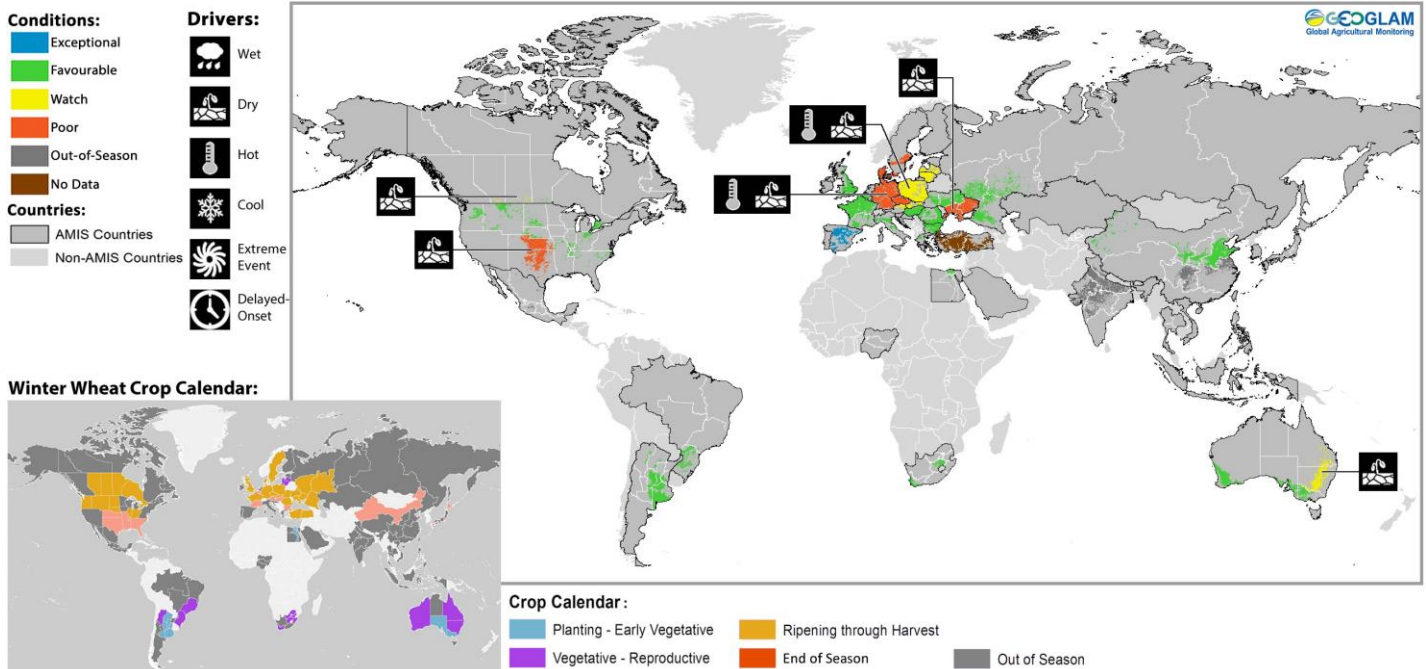 Conditions:
Exceptional
Favourable
Watch
Poor
Out-of-Season
No Data
Countries:
AMIS Countries
Non-AMIS Countries
Drivers:
Wet
Dry
Hot
Cool
Extreme
Event
Delayed-
Onset
GEOGLAM
Global Agricultural Monitoring
Winter Wheat Crop Calendar:
Crop Calendar :
Planting - Early Vegetative
Ripening through Harvest
Vegetative - Reproductive
End of Season
Out of Season